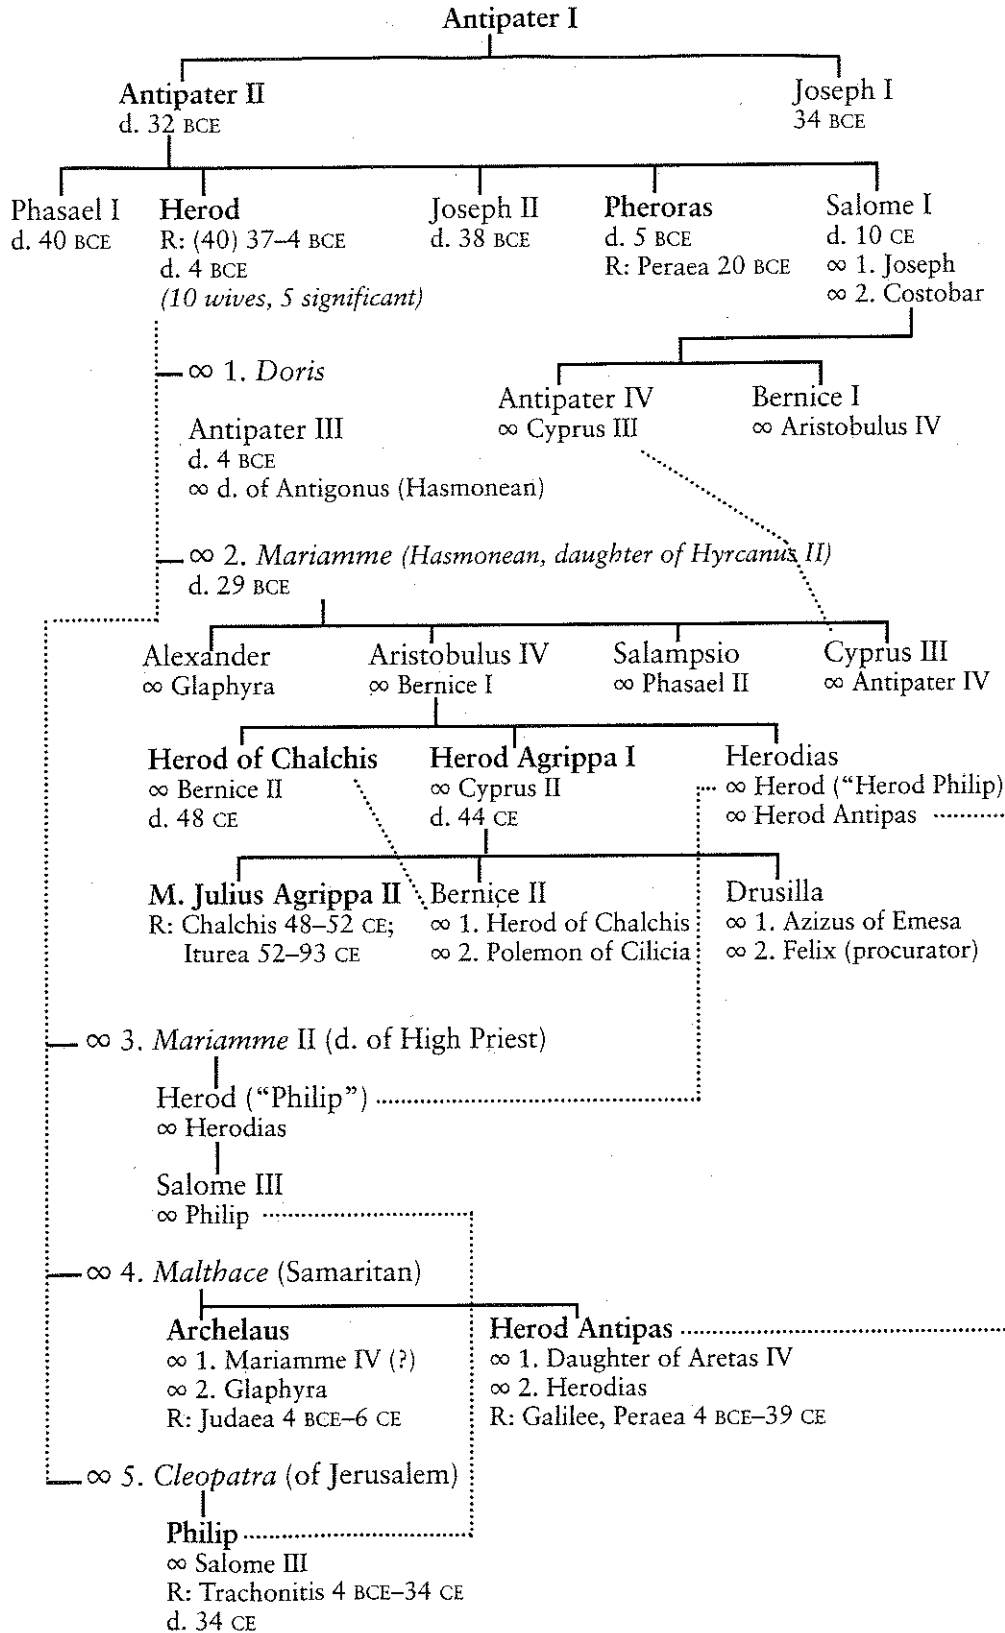 Antipater I
Antipater II
d. 32 BCE
Joseph I
34 BCE
Phasael I
d. 40 BCE
Herod
R: (40) 37–4 BCE
d. 4 BCE
(10 wives, 5 significant)
Joseph II
d. 38 BCE
Pheroras
d. 5 BCE
R: Peraea 20 BCE
Salome I
d. 10 CE
∞ 1. Joseph
∞ 2. Costobar
∞ 1. Doris
Antipater IV
∞ Cyprus III
Bernice I
∞ Aristobulus IV
Antipater III
d. 4 BCE
∞ d. of Antigonus (Hasmonean)
∞ 2. Mariamme (Hasmonean, daughter of Hyrcanus II)
d. 29 BCE
Alexander
∞ Glaphyra
Aristobulus IV
∞ Bernice I
Salampsio
∞ Phasael II
Cyprus III
∞ Antipater IV
Herod of Chalchis
∞ Bernice II
d. 48 CE
Herod Agrippa I
∞ Cyprus II
d. 44 CE
Herodias
∞ Herod (“Herod Philip)
∞ Herod Antipas
M. Julius Agrippa II
R: Chalchis 48–52 CE;
Iturea 52–93 CE
Bernice II
∞ 1. Herod of Chalchis
∞ 2. Polemon of Cilicia
Drusilla
∞ 1. Azizus of Emesa
∞ 2. Felix (procurator)
∞ 3. Mariamme II (d. of High Priest)
Herod (“Philip”)
∞ Herodias
Salome III
∞ Philip
∞ 4. Malthace (Samaritan)
Archelaus
∞ 1. Mariamme IV (?)
∞ 2. Glaphyra
R: Judaea 4 BCE–6 CE
Herod Antipas
∞ 1. Daughter of Aretas IV
∞ 2. Herodias
R: Galilee, Peraea 4 BCE–39 CE
∞ 5. Cleopatra (of Jerusalem)
Philip
∞ Salome III
R: Trachonitis 4 BCE–34 CE
d. 34 CE